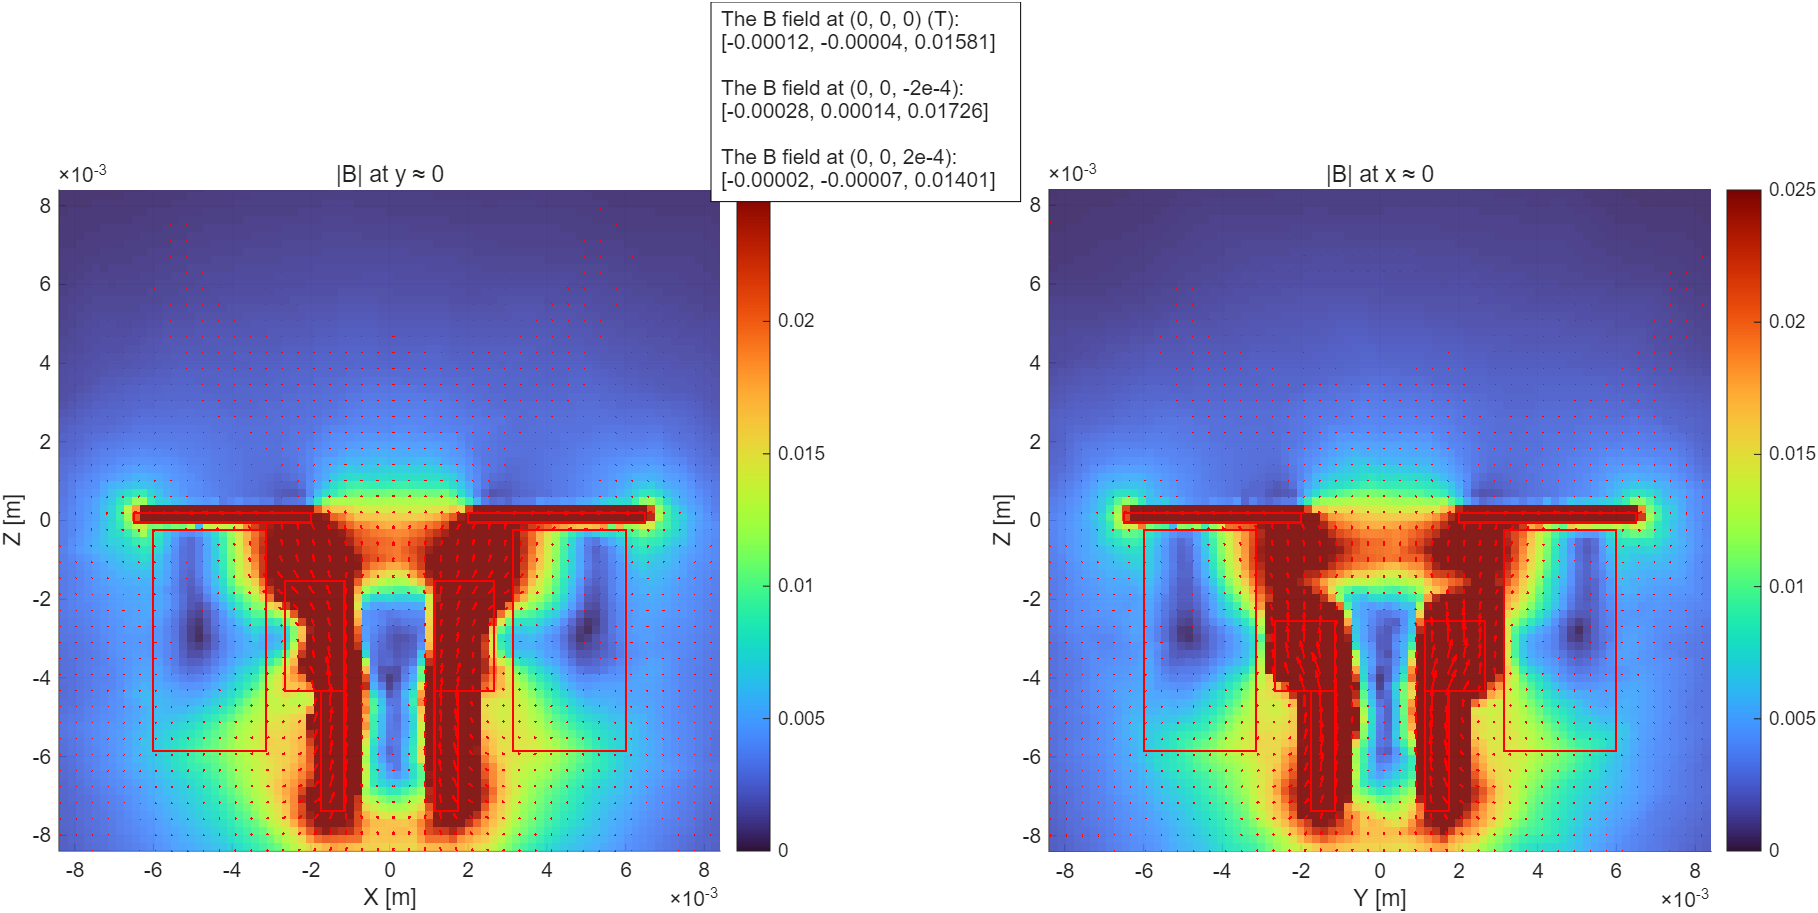 The B field at (0, 0, 0) (T):
[-0.00012, -0.00004, 0.01581]
The B field at (0, 0, -2e-4):
[-0.00028, 0.00014, 0.01726]
The B field at (0, 0, 2e-4):
[-0.00002, -0.00007, 0.01401]
×10-3
|B| at y ≈ 0
8
6
4
2
0
-2
-4
-6
-8
Z [m]
-8 -6 -4 -2 0 2 4 6 8
X [m]
×10-3
0.02
0.015
0.01
0.005
0
×10-3
|B| at x ≈ 0
8
6
4
2
0
-2
-4
-6
-8
Z [m]
-8 -6 -4 -2 0 2 4 6 8
Y [m]
×10-3
0.025
0.02
0.015
0.01
0.005
0